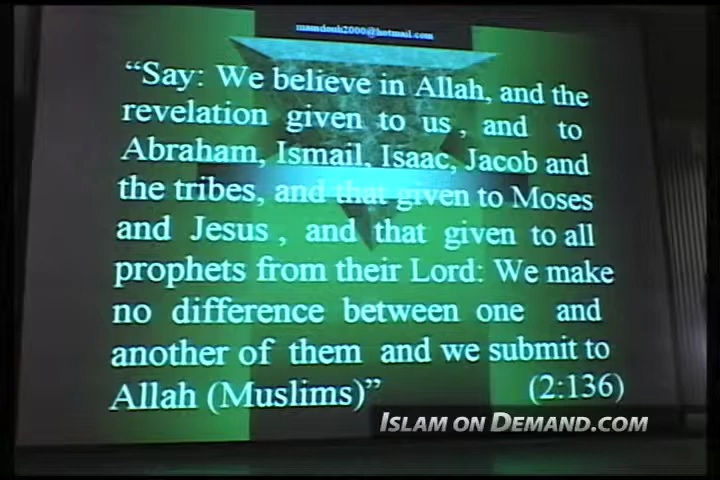 mamdouh2000@hotmail.com
“Say: We believe in Allah, and the
revelation given to us , and to
Abraham, Ismail, Isaac, Jacob and
the tribes, and that given to Moses
and Jesus , and that given to all
prophets from their Lord: We make
no difference between one and
another of them and we submit to
Allah (Muslims)” (2:136)
ISLAM ON DEMAND.COM